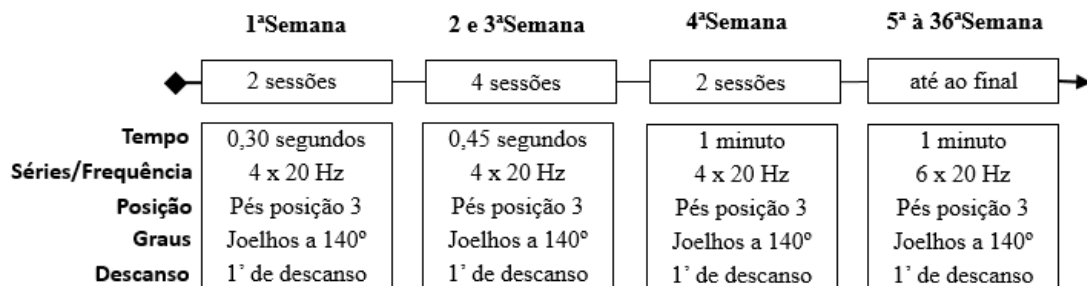 1ªSemana 2 e 3ªSemana 4ªSemana 5ª à 36ªSemana
2 sessões 4 sessões 2 sessões até ao final
Tempo 0,30 segundos 0,45 segundos 1 minuto 1 minuto
Séries/Frequência 4 x 20 Hz 4 x 20 Hz 4 x 20 Hz 6 x 20 Hz
Posição Pés posição 3 Pés posição 3 Pés posição 3 Pés posição 3
Graus Joelhos a 140º Joelhos a 140º Joelhos a 140º Joelhos a 140º
Descanso 1’ de descanso 1’ de descanso 1’ de descanso 1’ de descanso